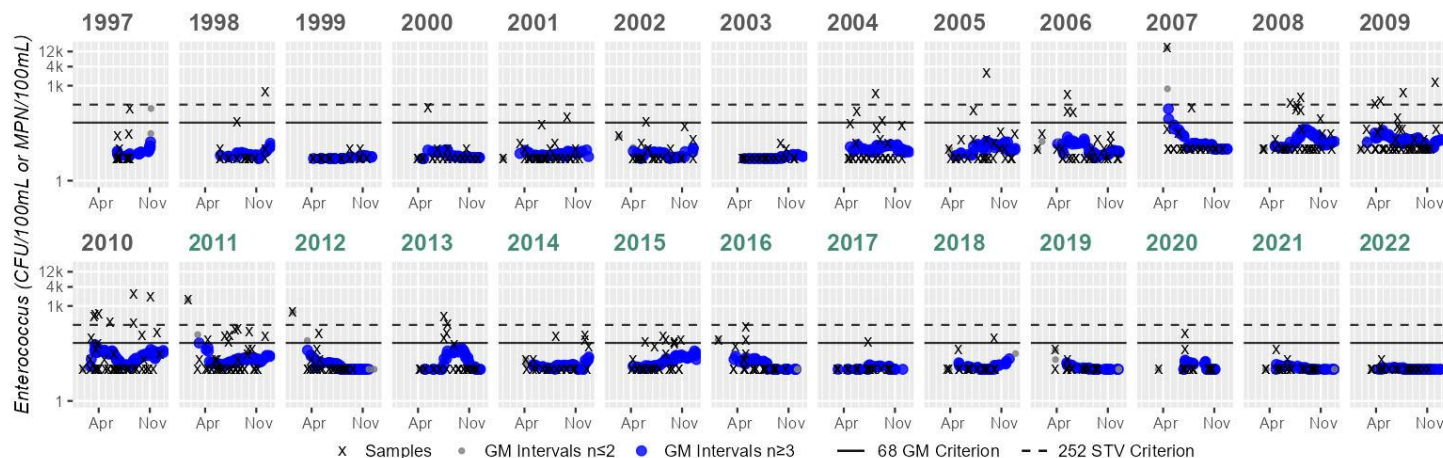 1997 1998 1999 2000 2001 2002 2003 2004 2005 2006 2007 2008 2009
Enterococcus (CFU/100mL or MPN/100mL)
12k
4k
1k
1
Apr Nov Apr Nov Apr Nov Apr Nov Apr Nov Apr Nov Apr Nov Apr Nov Apr Nov Apr Nov Apr Nov Apr Nov Apr Nov
2010 2011 2012 2013 2014 2015 2016 2017 2018 2019 2020 2021 2022
12k
4k
1k
1
Apr Nov Apr Nov Apr Nov Apr Nov Apr Nov Apr Nov Apr Nov Apr Nov Apr Nov Apr Nov Apr Nov Apr Nov Apr Nov
x Samples GM Intervals n≤2 GM Intervals n≥3 68 GM Criterion 252 STV Criterion